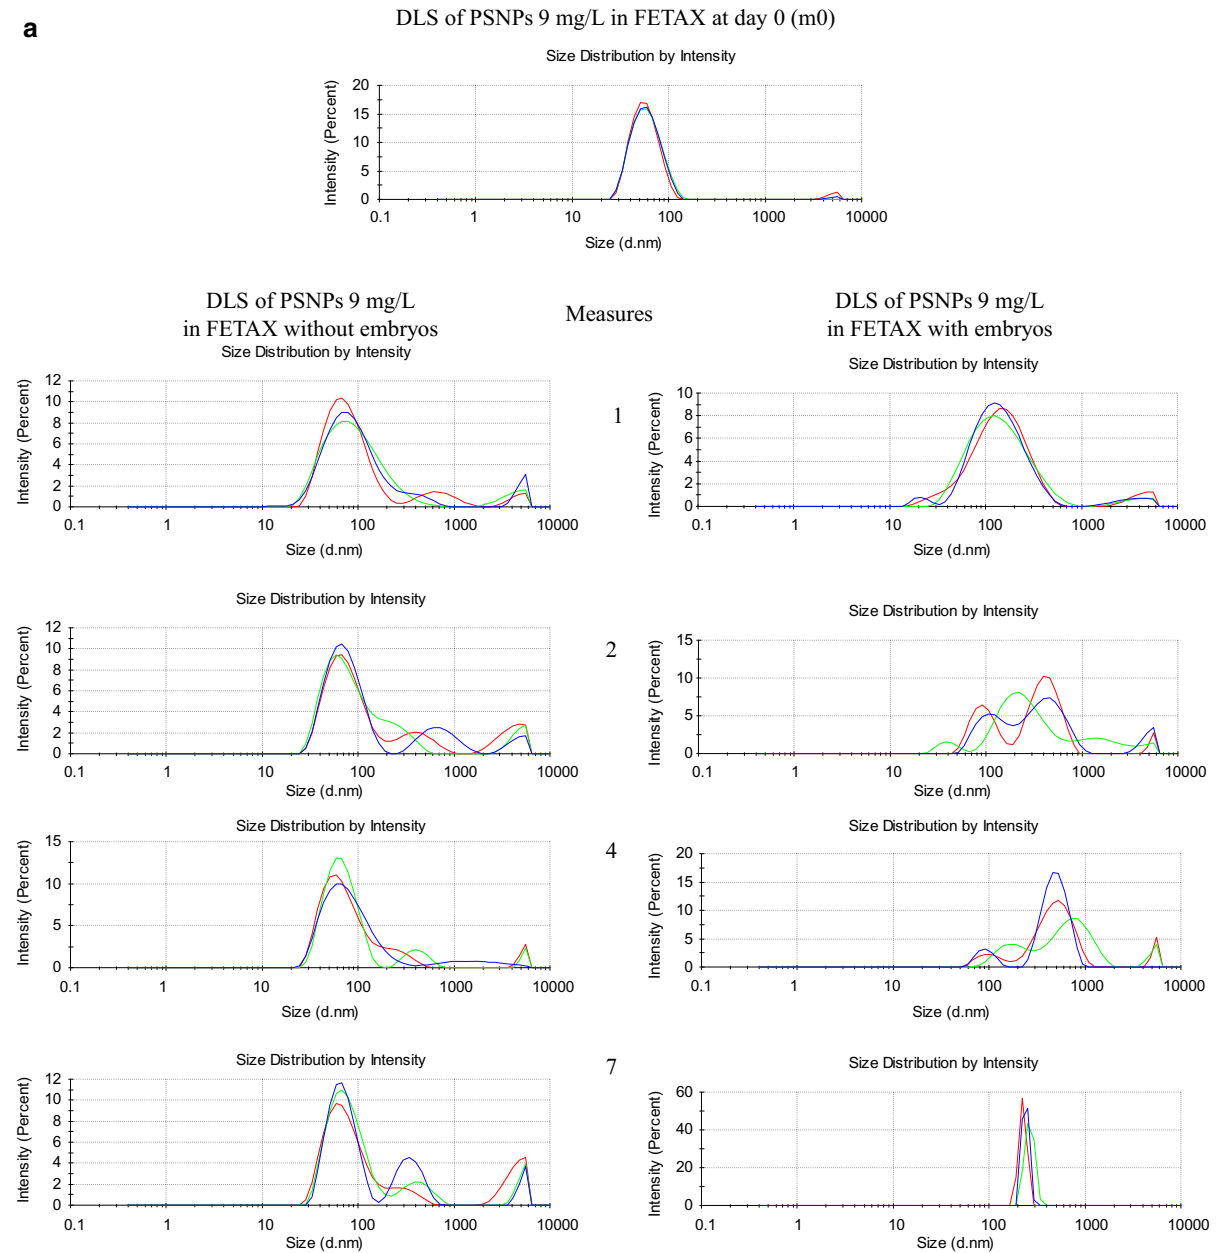 a
DLS of PSNPs 9 mg/L in FETAX at day 0 (m0)
Size Distribution by Intensity
Intensity (Percent)
20
15
10
5
0
0.1 1 10 100 1000 10000
Size (d.nm)
DLS of PSNPs 9 mg/L
in FETAX without embryos
Measures
DLS of PSNPs 9 mg/L
in FETAX with embryos
Size Distribution by Intensity
Intensity (Percent)
12
10
8
6
4
2
0
0.1 1 10 100 1000 10000
Size (d.nm)
1
Size Distribution by Intensity
Intensity (Percent)
10
8
6
4
2
0
0.1 1 10 100 1000 10000
Size (d.nm)
Size Distribution by Intensity
Intensity (Percent)
12
10
8
6
4
2
0
0.1 1 10 100 1000 10000
Size (d.nm)
2
Size Distribution by Intensity
Intensity (Percent)
15
10
5
0
0.1 1 10 100 1000 10000
Size (d.nm)
Size Distribution by Intensity
Intensity (Percent)
15
10
5
0
0.1 1 10 100 1000 10000
Size (d.nm)
4
Size Distribution by Intensity
Intensity (Percent)
20
15
10
5
0
0.1 1 10 100 1000 10000
Size (d.nm)
Size Distribution by Intensity
Intensity (Percent)
12
10
8
6
4
2
0
0.1 1 10 100 1000 10000
Size (d.nm)
7
Size Distribution by Intensity
Intensity (Percent)
60
40
20
0
0.1 1 10 100 1000 10000
Size (d.nm)